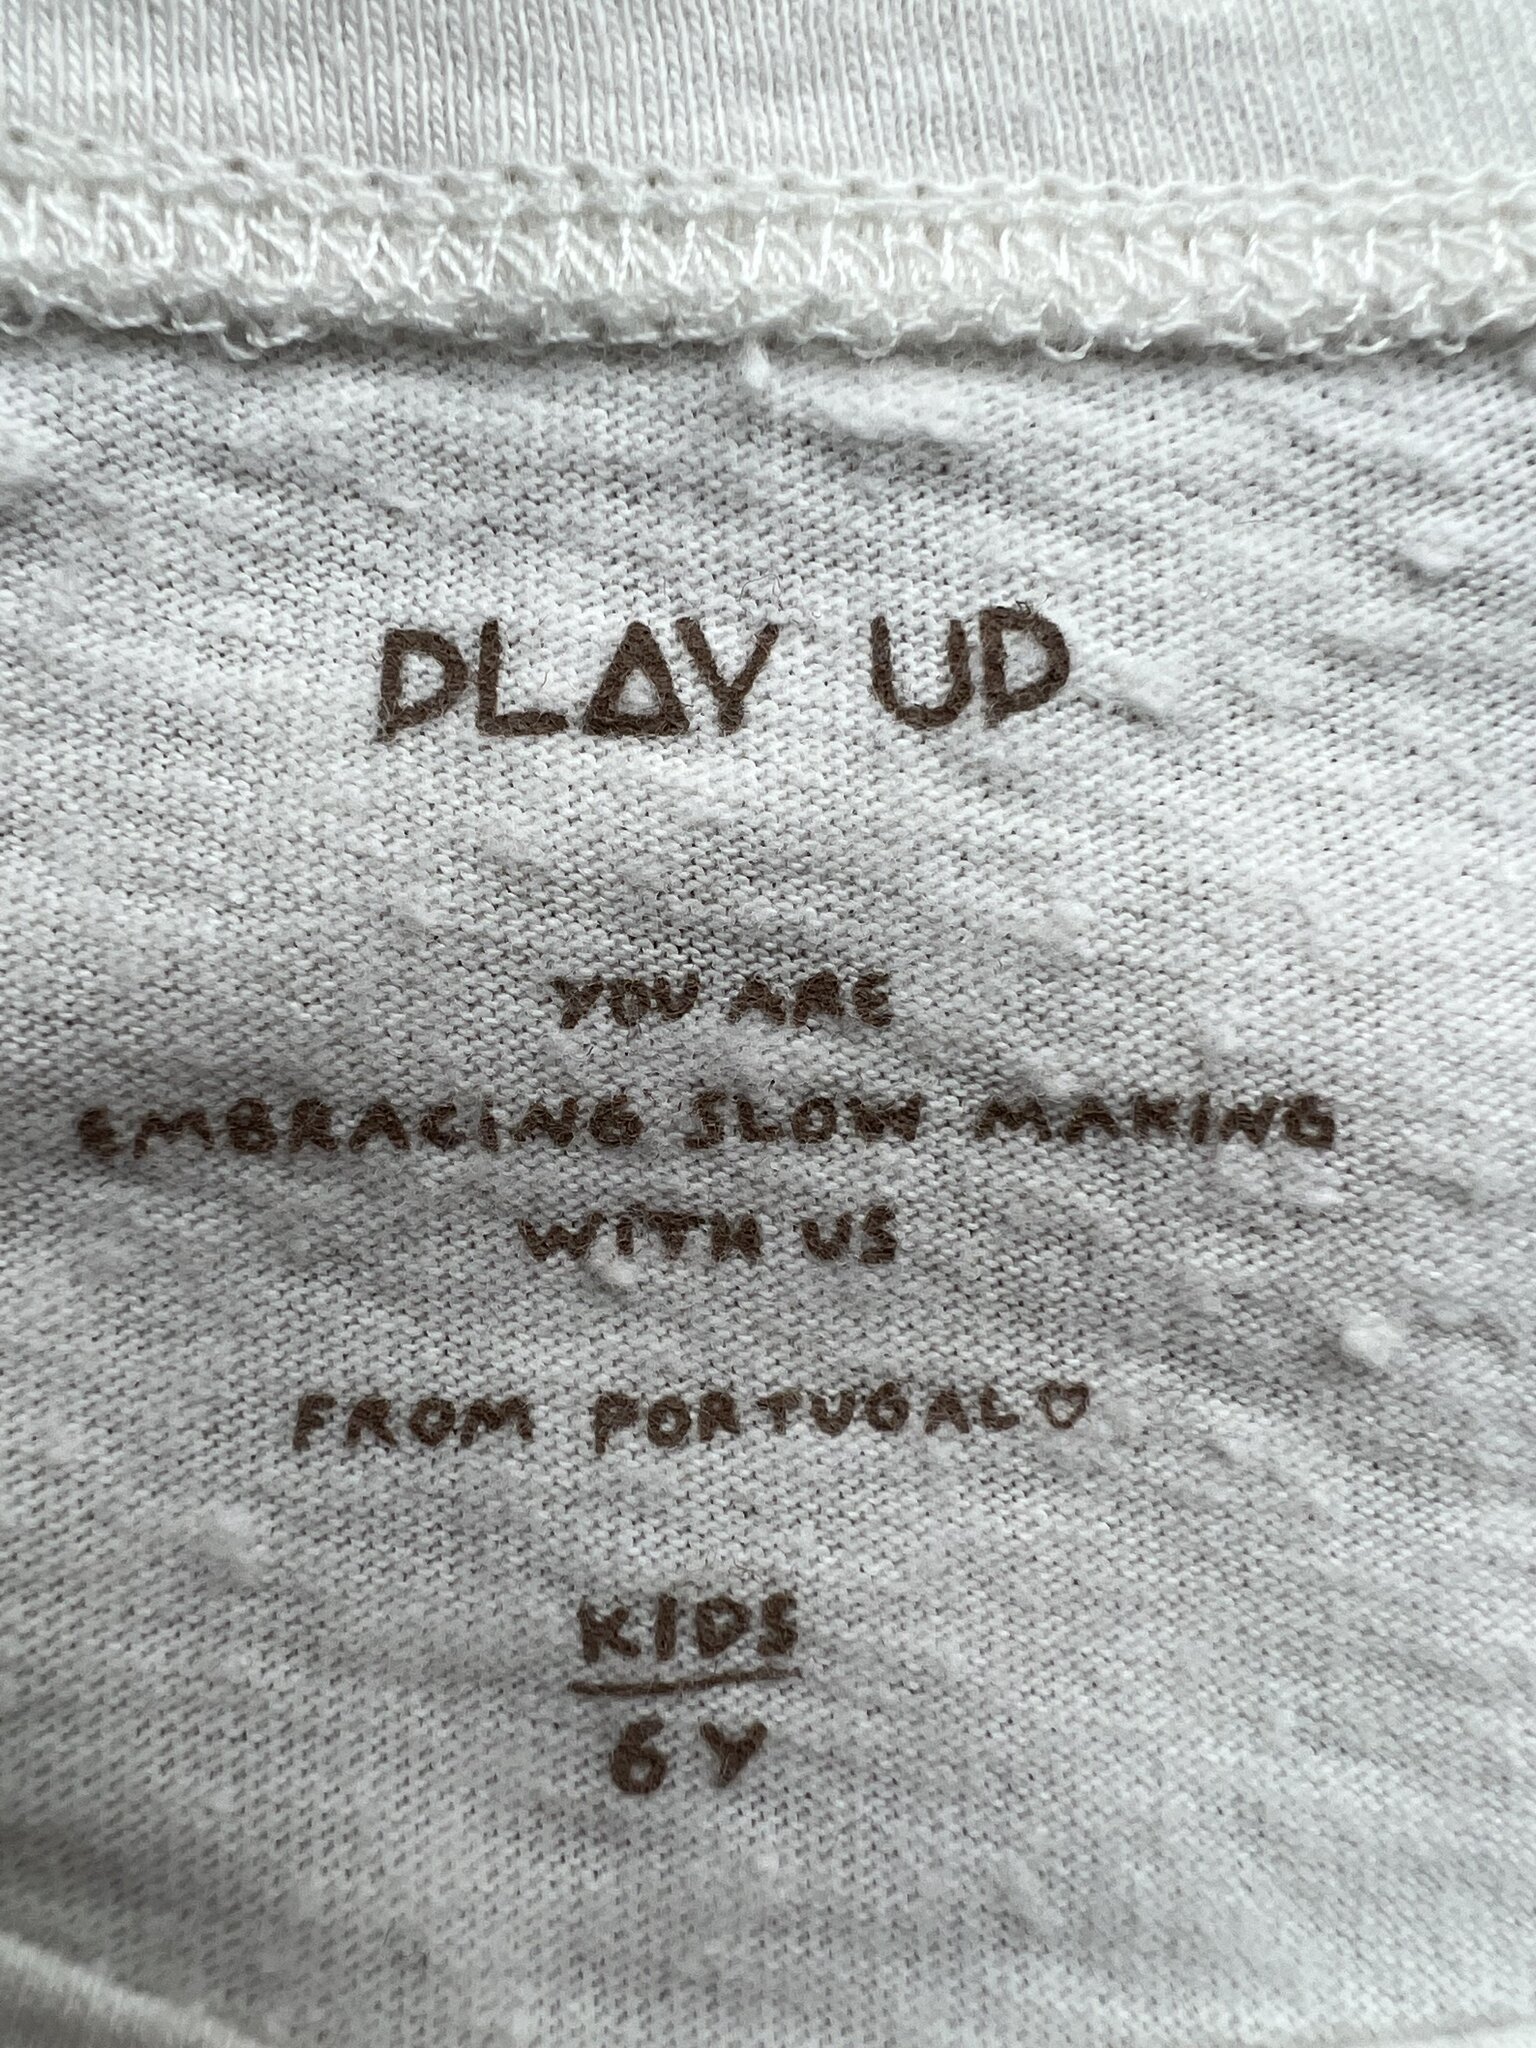 PLAY UP
YOU ARE
EMBRACING SLOW MAKING
WITH US
FROM PORTUGAL♡
KIDS
6Y